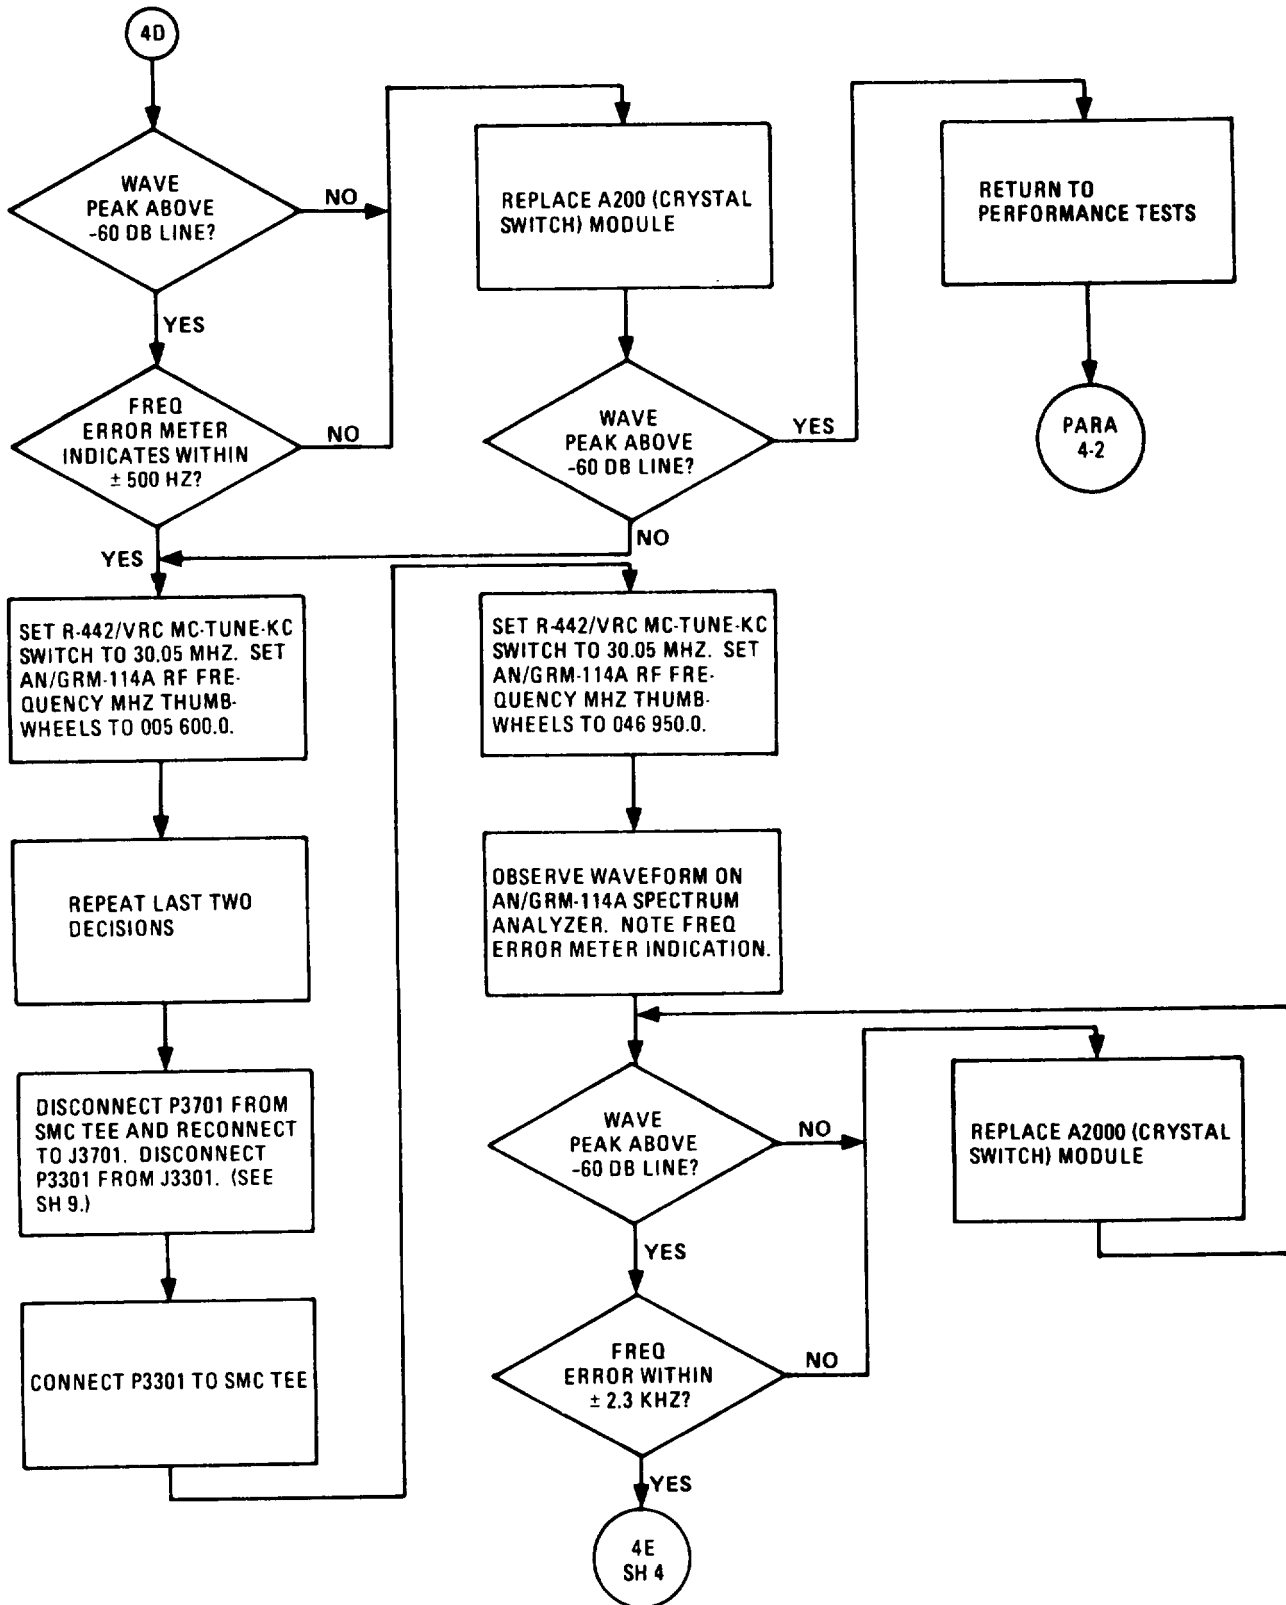 4D
WAVE
PEAK ABOVE
-60 DB LINE?
NO
YES
FREQ
ERROR METER
INDICATES WITHIN
± 500 HZ?
NO
YES
REPLACE A200 (CRYSTAL
SWITCH) MODULE
WAVE
PEAK ABOVE
-60 DB LINE?
YES
NO
RETURN TO
PERFORMANCE TESTS
PARA
4-2
SET R-442/VRC MC-TUNE-KC
SWITCH TO 30.05 MHZ. SET
AN/GRM-114A RF FRE-
QUENCY MHZ THUMB-
WHEELS TO 005 600.0.
REPEAT LAST TWO
DECISIONS
DISCONNECT P3701 FROM
SMC TEE AND RECONNECT
TO J3701. DISCONNECT
P3301 FROM J3301. (SEE
SH 9.)
CONNECT P3301 TO SMC TEE
SET R-442/VRC MC-TUNE-KC
SWITCH TO 30.05 MHZ. SET
AN/GRM-114A RF FRE-
QUENCY MHZ THUMB-
WHEELS TO 046 950.0.
OBSERVE WAVEFORM ON
AN/GRM-114A SPECTRUM
ANALYZER. NOTE FREQ
ERROR METER INDICATION.
WAVE
PEAK ABOVE
-60 DB LINE?
NO
YES
REPLACE A2000 (CRYSTAL
SWITCH) MODULE
FREQ
ERROR WITHIN
± 2.3 KHZ?
NO
YES
4E
SH 4